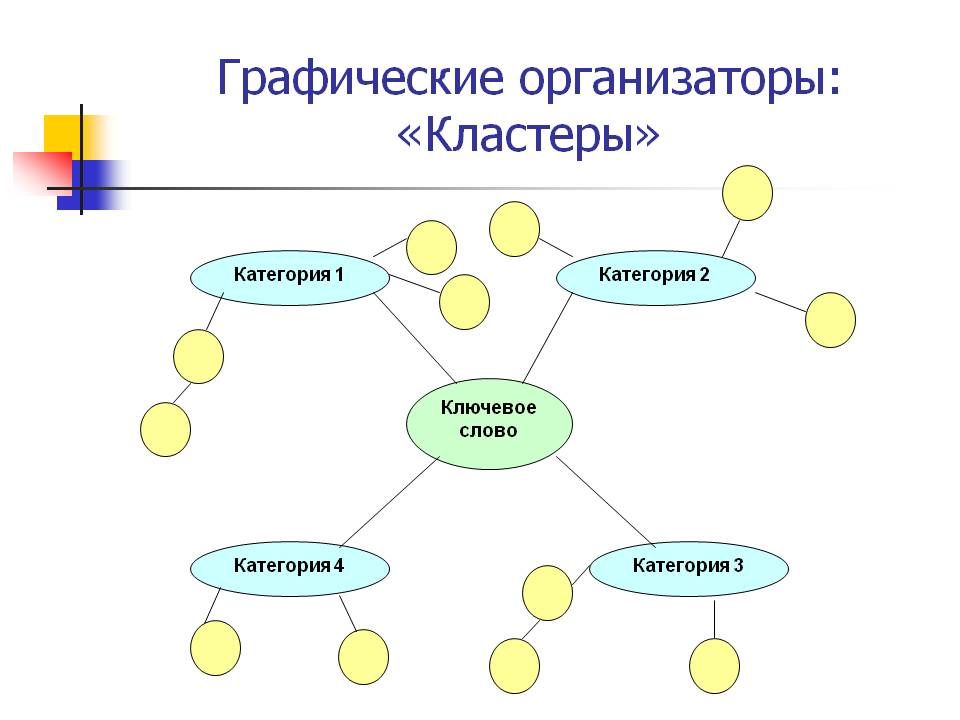 Графические организаторы:
«Кластеры»
Категория 1
Категория 2
Ключевое
слово
Категория 4
Категория 3